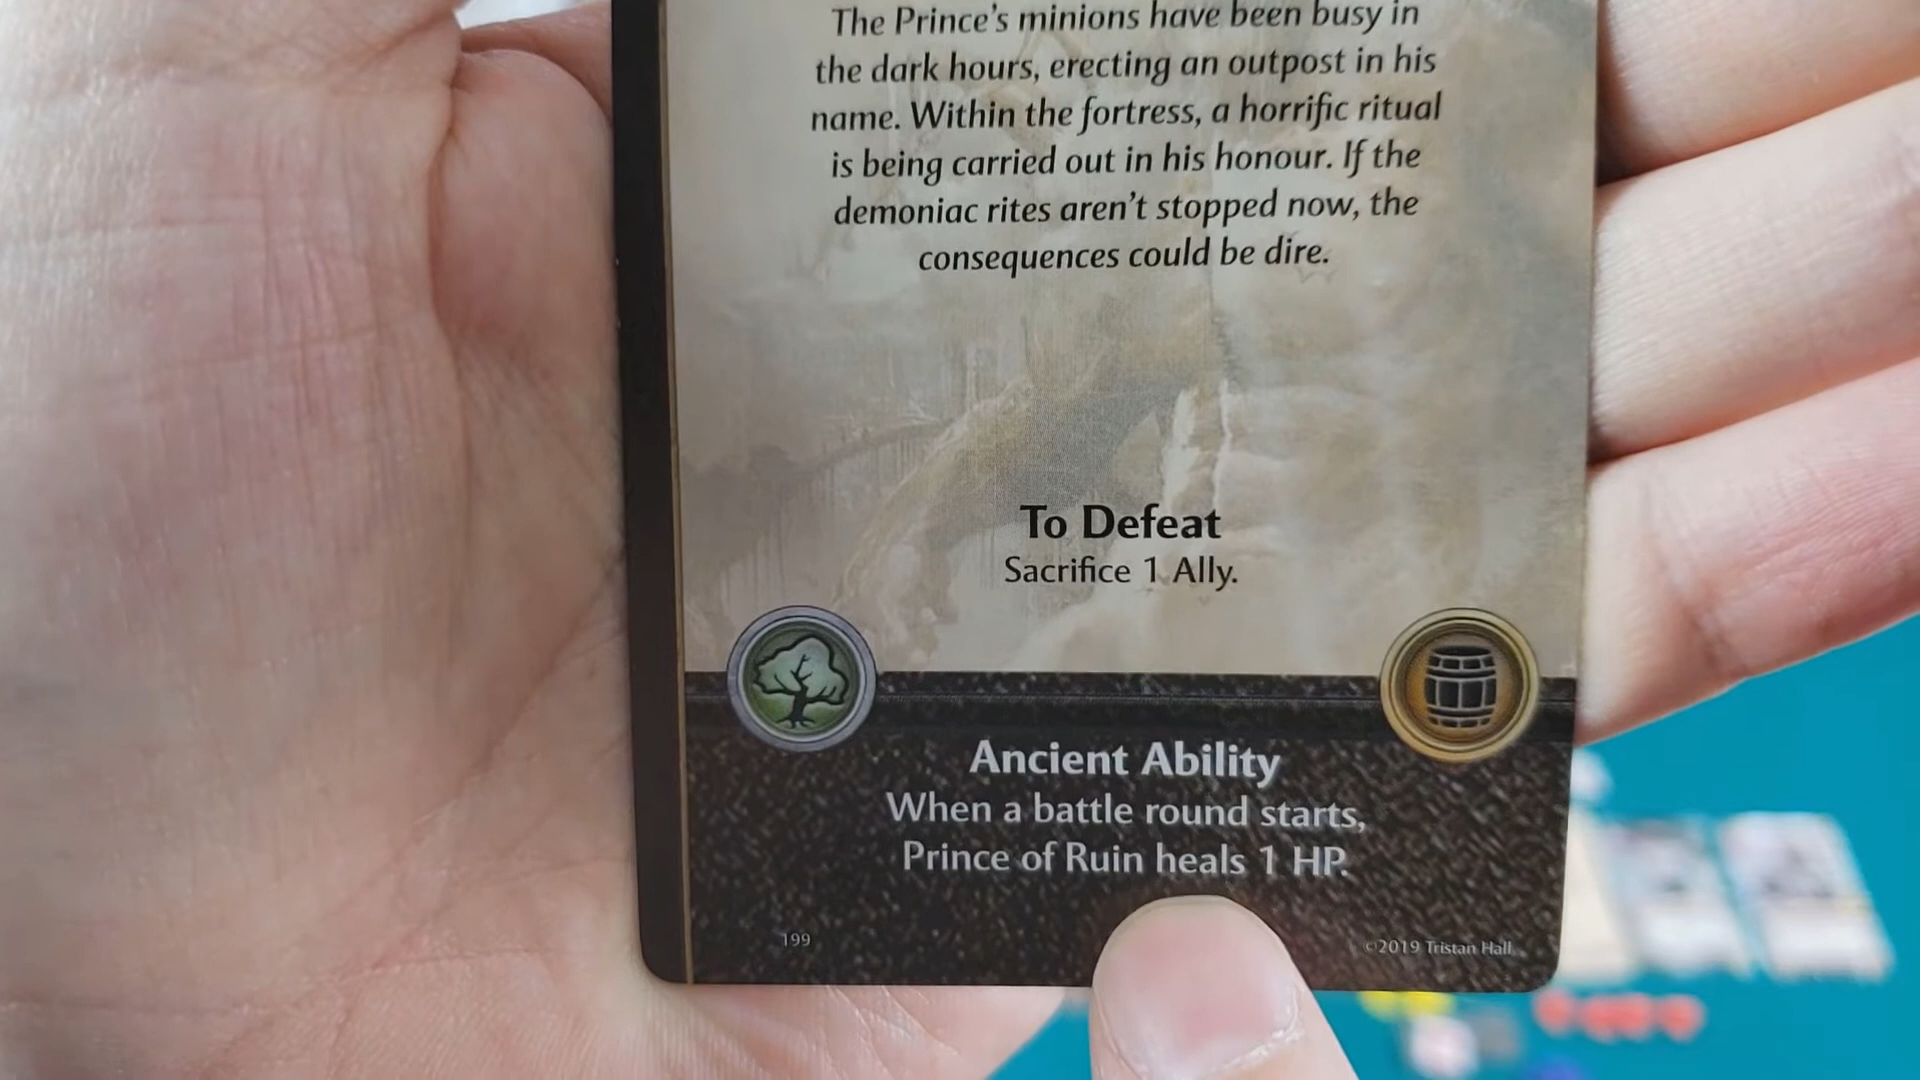 The Prince's minions have been busy in
the dark hours, erecting an outpost in his
name. Within the fortress, a horrific ritual
is being carried out in his honour. If the
demoniac rites aren't stopped now, the
consequences could be dire.
To Defeat
Sacrifice 1 Ally.
Ancient Ability
When a battle round starts,
Prince of Ruin heals 1 HP.
199
©2019 Tristan Hall